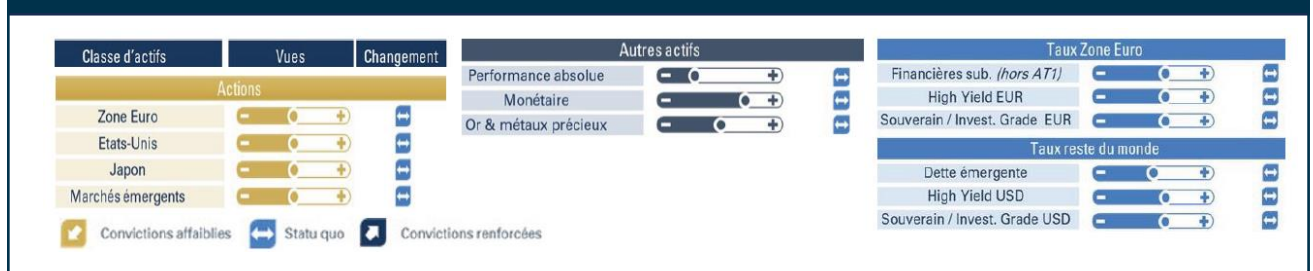 Classe d'actifs Vues Changement
Actions
Zone Euro - +
Etats-Unis - +
Japon - +
Marchés émergents - +
Convictions affaiblies Statu quo Convictions renforcées
Autres actifs
Performance absolue - +
Monétaire - +
Or & métaux précieux - +
Taux Zone Euro
Financières sub. (hors AT1) - +
High Yield EUR - +
Souverain / Invest. Grade EUR - +
Taux reste du monde
Dette émergente - +
High Yield USD - +
Souverain / Invest. Grade USD - +